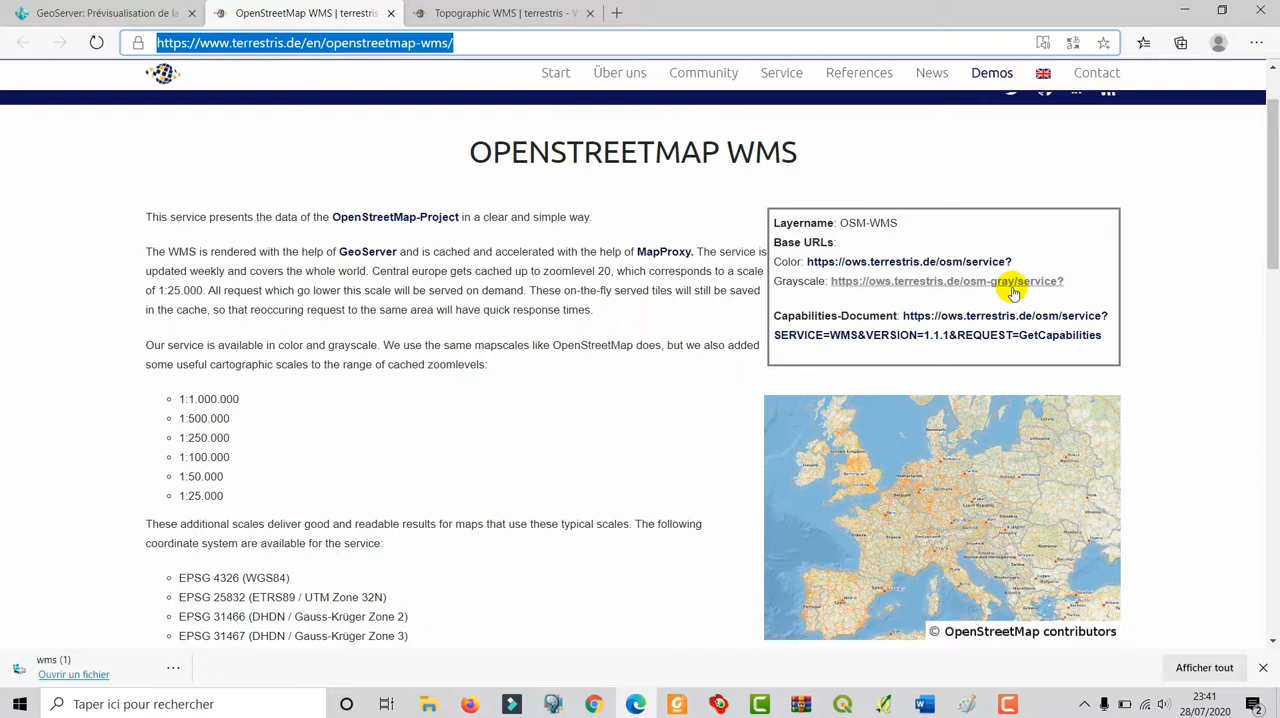 GeoServer: Prévisualisation de la
OpenStreetMap WMS | terrestris
Topographic WMS | terrestris - W
https://www.terrestris.de/en/openstreetmap-wms/
Start Über uns Community Service References News Demos Contact
OPENSTREETMAP WMS
This service presents the data of the OpenStreetMap-Project in a clear and simple way.
The WMS is rendered with the help of GeoServer and is cached and accelerated with the help of MapProxy. The service is
updated weekly and covers the whole world. Central europe gets cached up to zoomlevel 20, which corresponds to a scale
of 1:25.000. All request which go over this scale will be served on demand. These on-the-fly served tiles will still be saved
in the cache, so that reoccuring request to the same area will have quick response times.
Our service is available in color and grayscale. We use the same mapscales like OpenStreetMap does, but we also added
some useful cartographic scales to the range of cached zoomlevels:
1:1.000.000
1:500.000
1:250.000
1:100.000
1:50.000
1:25.000
These additional scales deliver good and readable results for maps that use these typical scales. The following
coordinate system are available for the service:
EPSG 4326 (WGS84)
EPSG 25832 (ETRS89 / UTM Zone 32N)
EPSG 31466 (DHDN / Gauss-Krüger Zone 2)
EPSG 31467 (DHDN / Gauss-Krüger Zone 3)
Layername: OSM-WMS
Base URLs:
Color: https://ows.terrestris.de/osm/service?
Grayscale: https://ows.terrestris.de/osm-gray/service?
Capabilities-Document: https://ows.terrestris.de/osm/service?
SERVICE=WMS&VERSION=1.1.1&REQUEST=GetCapabilities
© OpenStreetMap contributors
wms (1)
Ouvrir un fichier
Afficher tout
Taper ici pour rechercher
23:41
28/07/2020
2